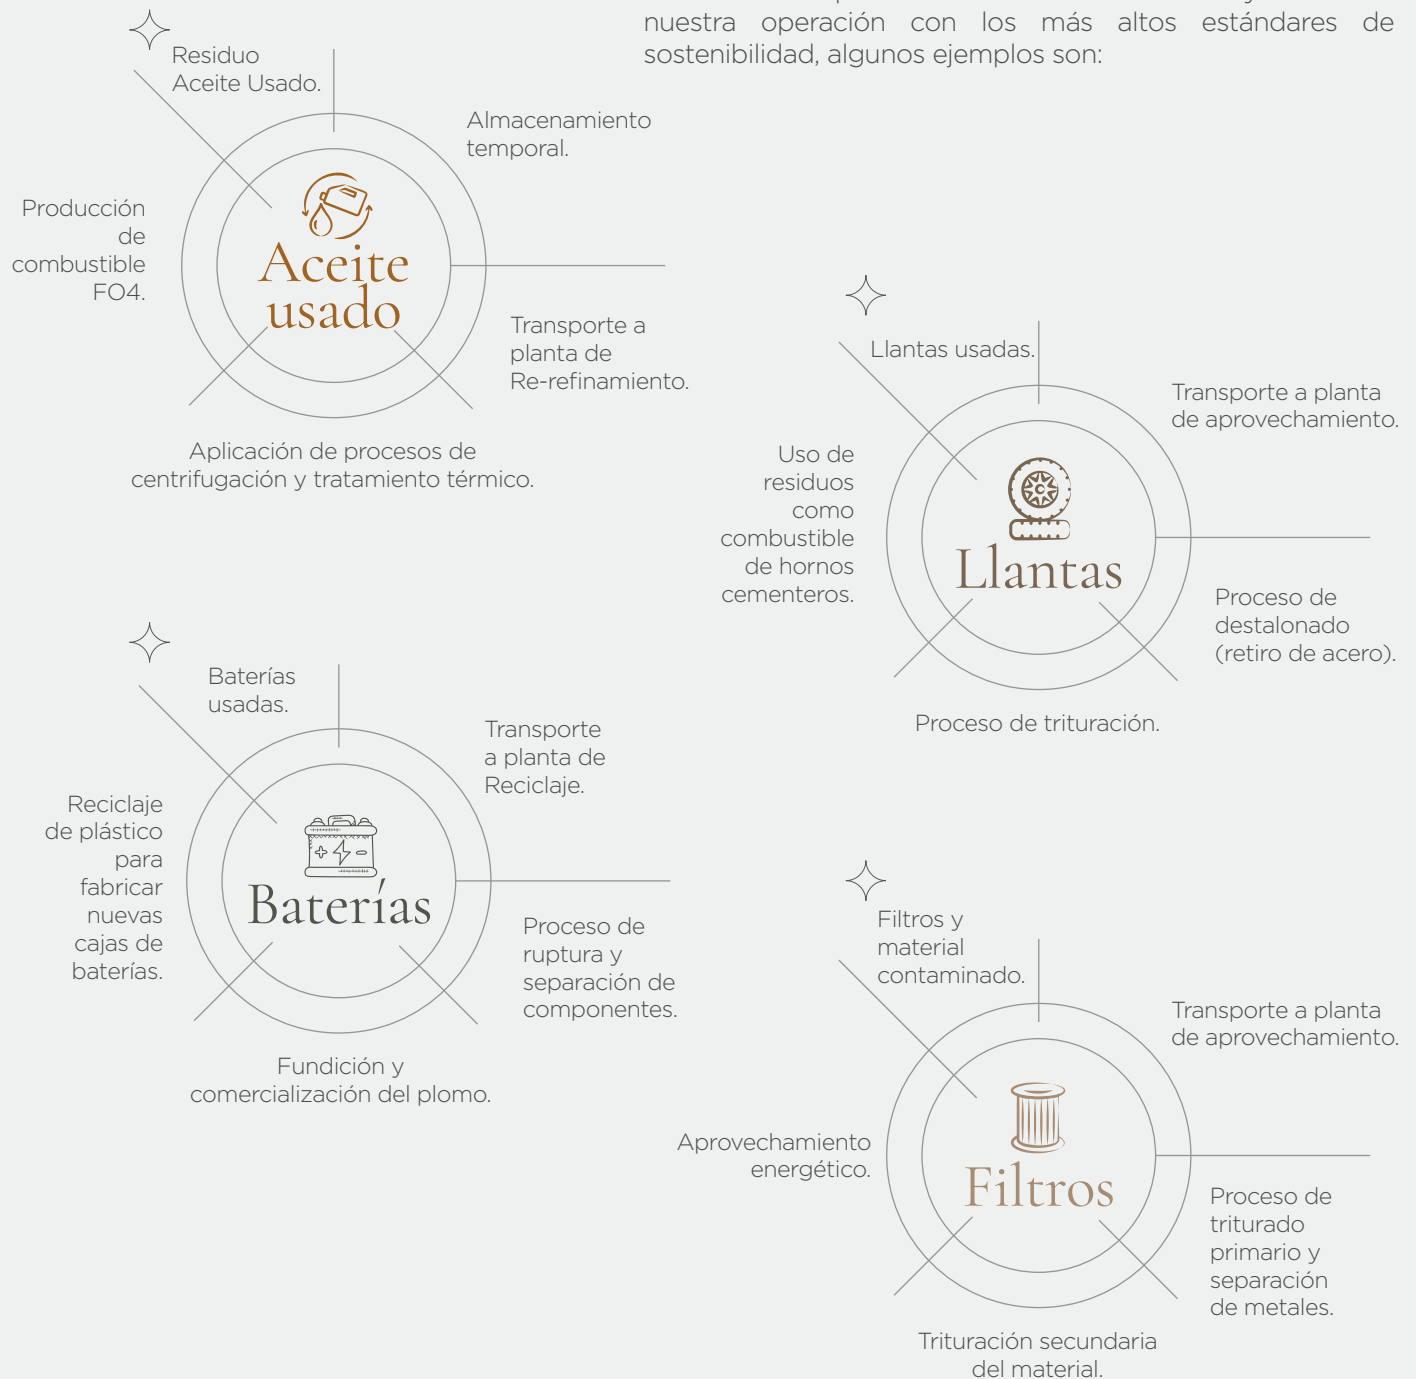 nuestra operación con los más altos estándares de
sostenibilidad, algunos ejemplos son:
Residuo
Aceite Usado.
Almacenamiento
temporal.
Transporte a
planta de
Re-refinamiento.
Aplicación de procesos de
centrifugación y tratamiento térmico.
Producción
de
combustible
FO4.
Aceite
usado
Llantas usadas.
Transporte a planta
de aprovechamiento.
Proceso de
destalonado
(retiro de acero).
Proceso de trituración.
Uso de
residuos
como
combustible
de hornos
cementeros.
Llantas
Baterías
usadas.
Transporte
a planta de
Reciclaje.
Proceso de
ruptura y
separación de
componentes.
Fundición y
comercialización del plomo.
Reciclaje
de plástico
para
fabricar
nuevas
cajas de
baterías.
Baterías
Filtros y
material
contaminado.
Transporte a planta
de aprovechamiento.
Proceso de
triturado
primario y
separación
de metales.
Trituración secundaria
del material.
Aprovechamiento
energético.
Filtros